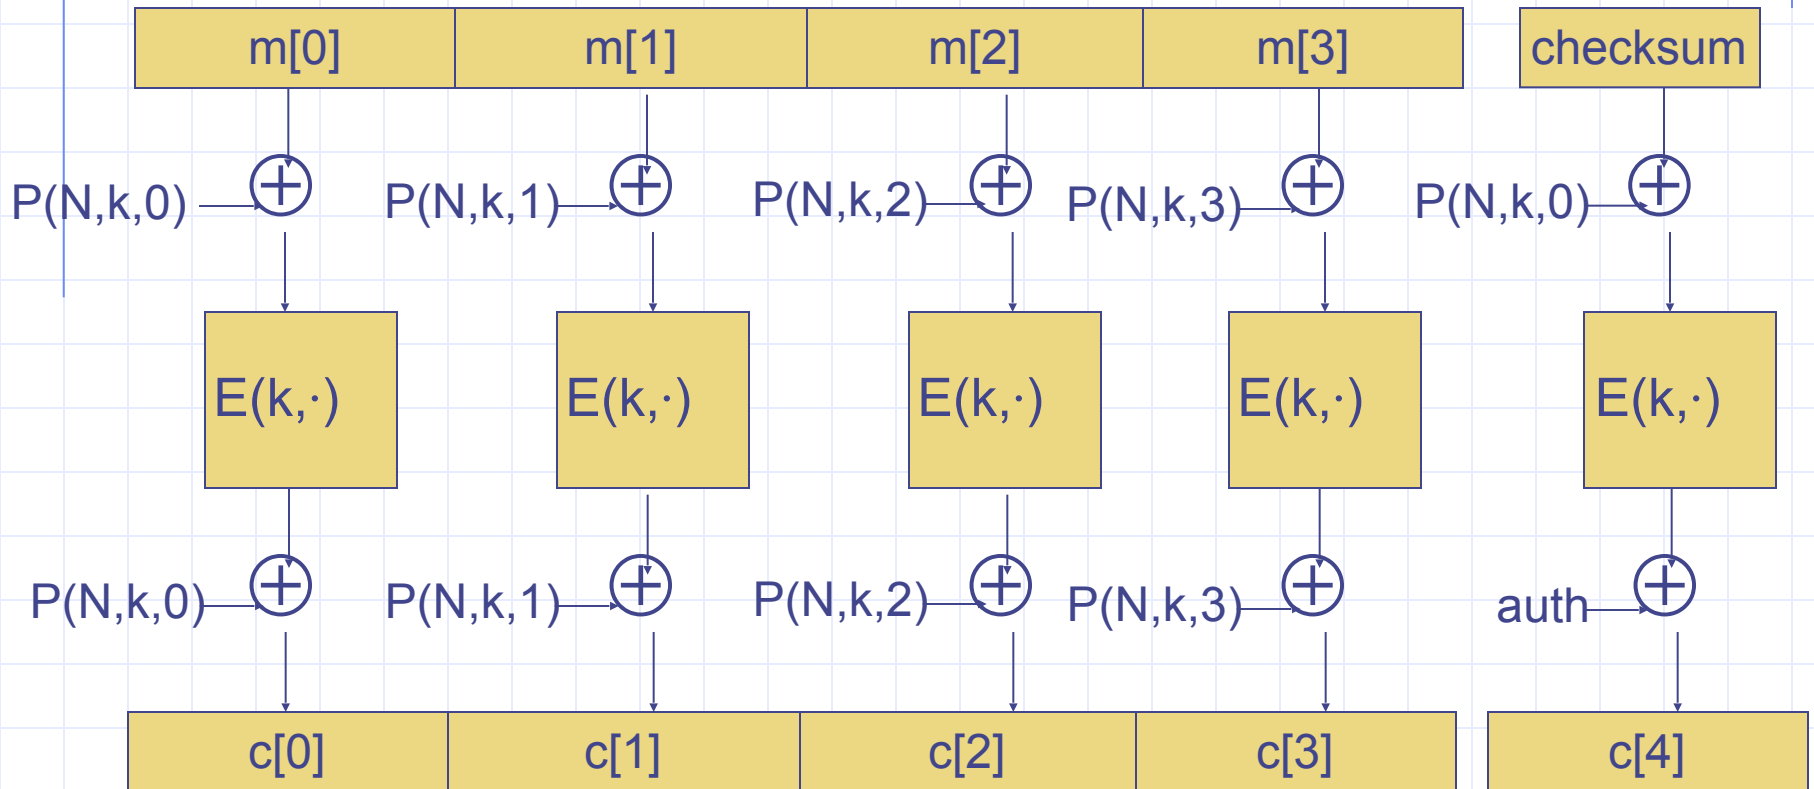 m[0] m[1] m[2] m[3] checksum
P(N,k,0) P(N,k,1) P(N,k,2) P(N,k,3) P(N,k,0)
E(k,·) E(k,·) E(k,·) E(k,·) E(k,·)
P(N,k,0) P(N,k,1) P(N,k,2) P(N,k,3) auth
c[0] c[1] c[2] c[3] c[4]